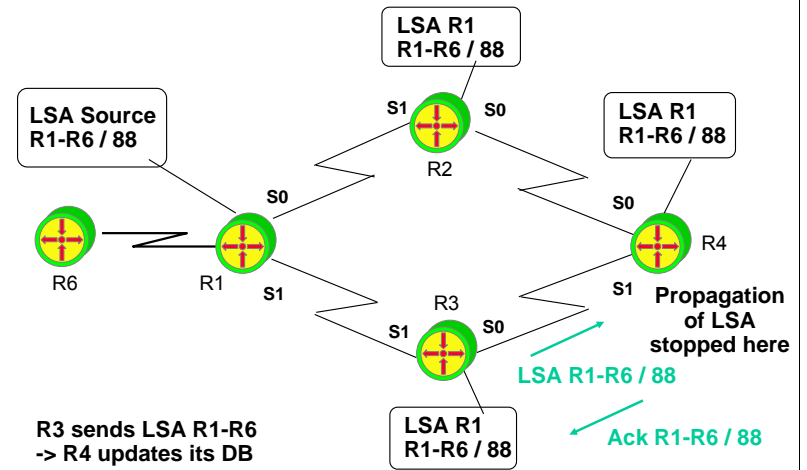 LSA R1
R1-R6 / 88
LSA Source
R1-R6 / 88
S1
S0
LSA R1
R1-R6 / 88
R2
S0
S0
R6
R1
R4
S1
S1
R3
S1
S0
Propagation
of LSA
stopped here
LSA R1-R6 / 88
LSA R1
R1-R6 / 88
Ack R1-R6 / 88
R3 sends LSA R1-R6
-> R4 updates its DB